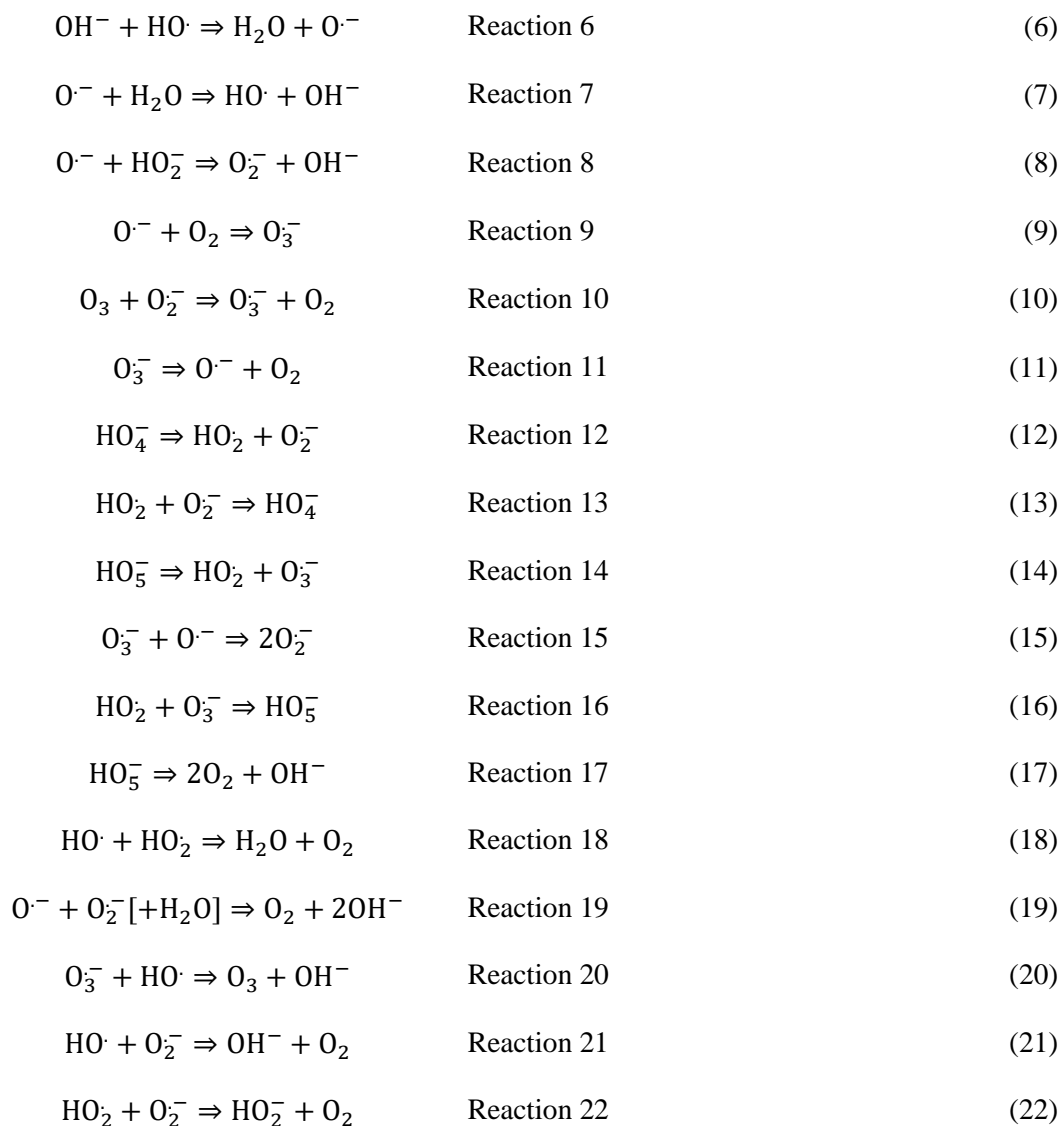 OH⁻ + HO˙ ⇒ H₂O + O˙⁻ Reaction 6 (6)
O˙⁻ + H₂O ⇒ HO˙ + OH⁻ Reaction 7 (7)
O˙⁻ + HO₂⁻ ⇒ O₂˙⁻ + OH⁻ Reaction 8 (8)
O˙⁻ + O₂ ⇒ O₃˙⁻ Reaction 9 (9)
O₃ + O₂˙⁻ ⇒ O₃˙⁻ + O₂ Reaction 10 (10)
O₃˙⁻ ⇒ O˙⁻ + O₂ Reaction 11 (11)
HO₄⁻ ⇒ HO₂˙ + O₂˙⁻ Reaction 12 (12)
HO₂˙ + O₂˙⁻ ⇒ HO₄⁻ Reaction 13 (13)
HO₅⁻ ⇒ HO₂˙ + O₃˙⁻ Reaction 14 (14)
O₃˙⁻ + O˙⁻ ⇒ 2O₂˙⁻ Reaction 15 (15)
HO₂˙ + O₃˙⁻ ⇒ HO₅⁻ Reaction 16 (16)
HO₅⁻ ⇒ 2O₂ + OH⁻ Reaction 17 (17)
HO˙ + HO₂˙ ⇒ H₂O + O₂ Reaction 18 (18)
O˙⁻ + O₂˙⁻[+H₂O] ⇒ O₂ + 2OH⁻ Reaction 19 (19)
O₃˙⁻ + HO˙ ⇒ O₃ + OH⁻ Reaction 20 (20)
HO˙ + O₂˙⁻ ⇒ OH⁻ + O₂ Reaction 21 (21)
HO₂˙ + O₂˙⁻ ⇒ HO₂⁻ + O₂ Reaction 22 (22)